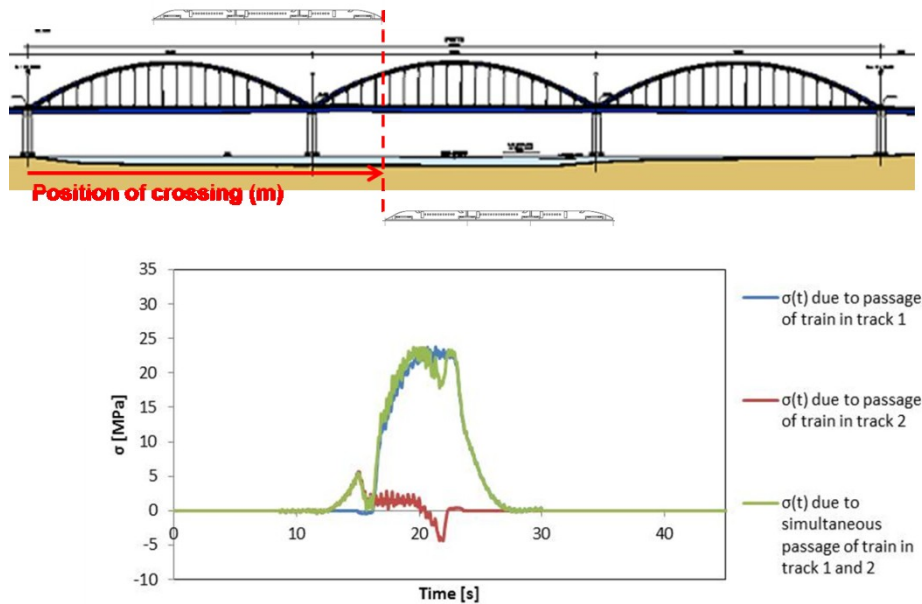 Position of crossing (m)
35
30
25
20
15
10
5
0
-5
-10
σ [MPa]
0
10
20
30
40
Time [s]
σ(t) due to passage
of train in track 1
σ(t) due to passage
of train in track 2
σ(t) due to
simultaneous
passage of train in
track 1 and 2